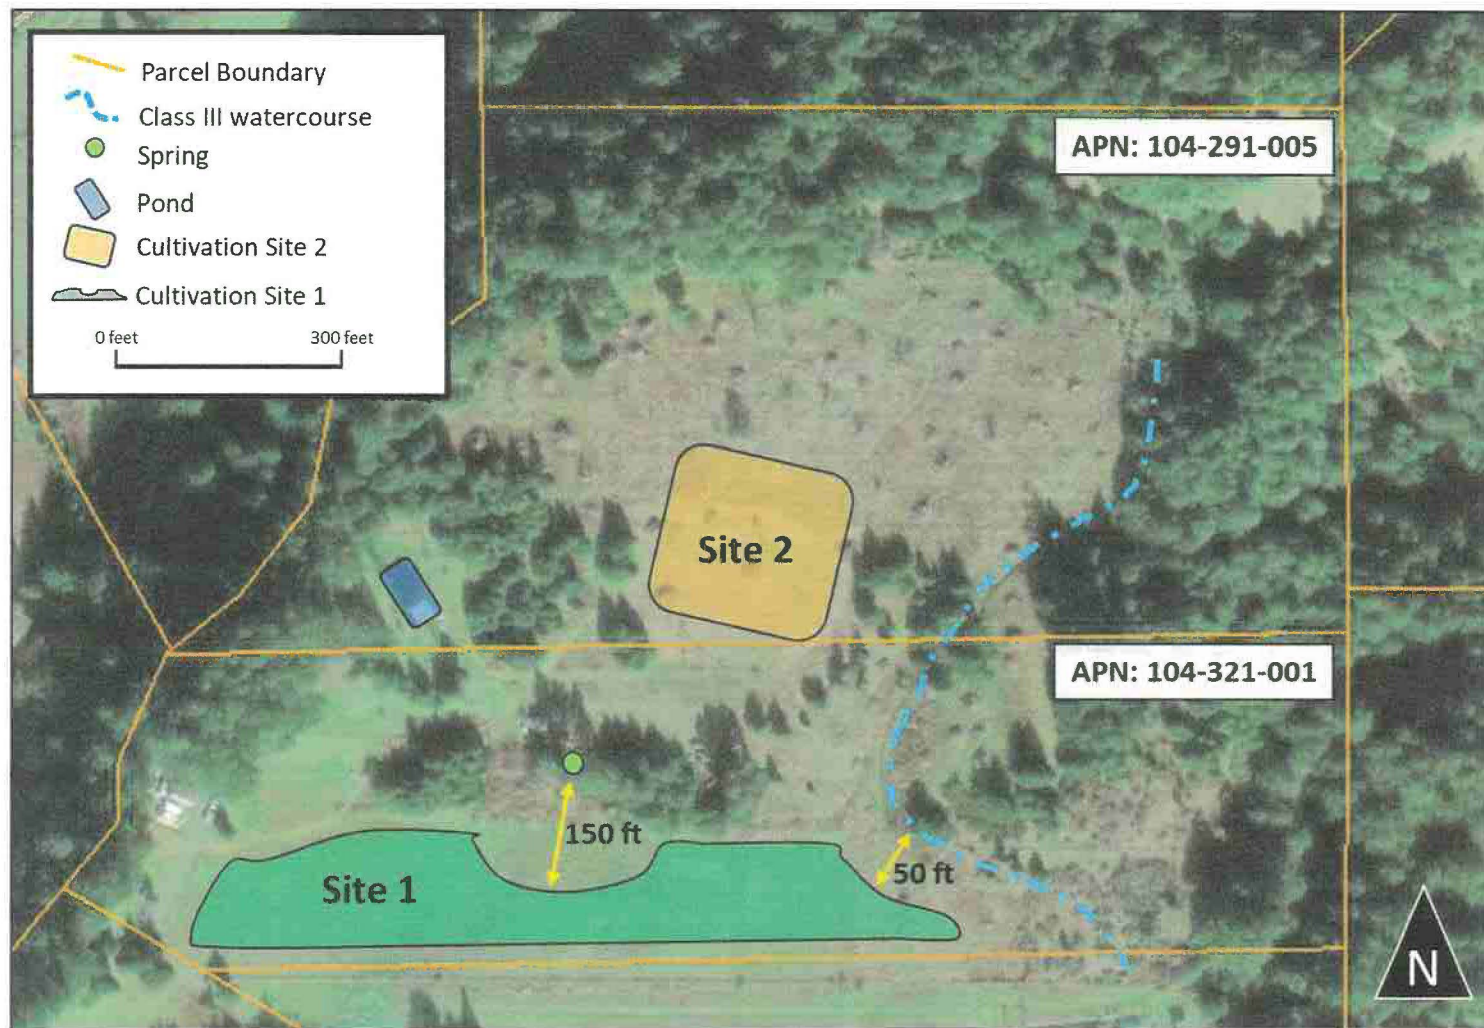 Parcel Boundary
Class III watercourse
Spring
Pond
Cultivation Site 2
Cultivation Site 1
0 feet 300 feet
APN: 104-291-005
Site 2
APN: 104-321-001
150 ft
50 ft
Site 1
N